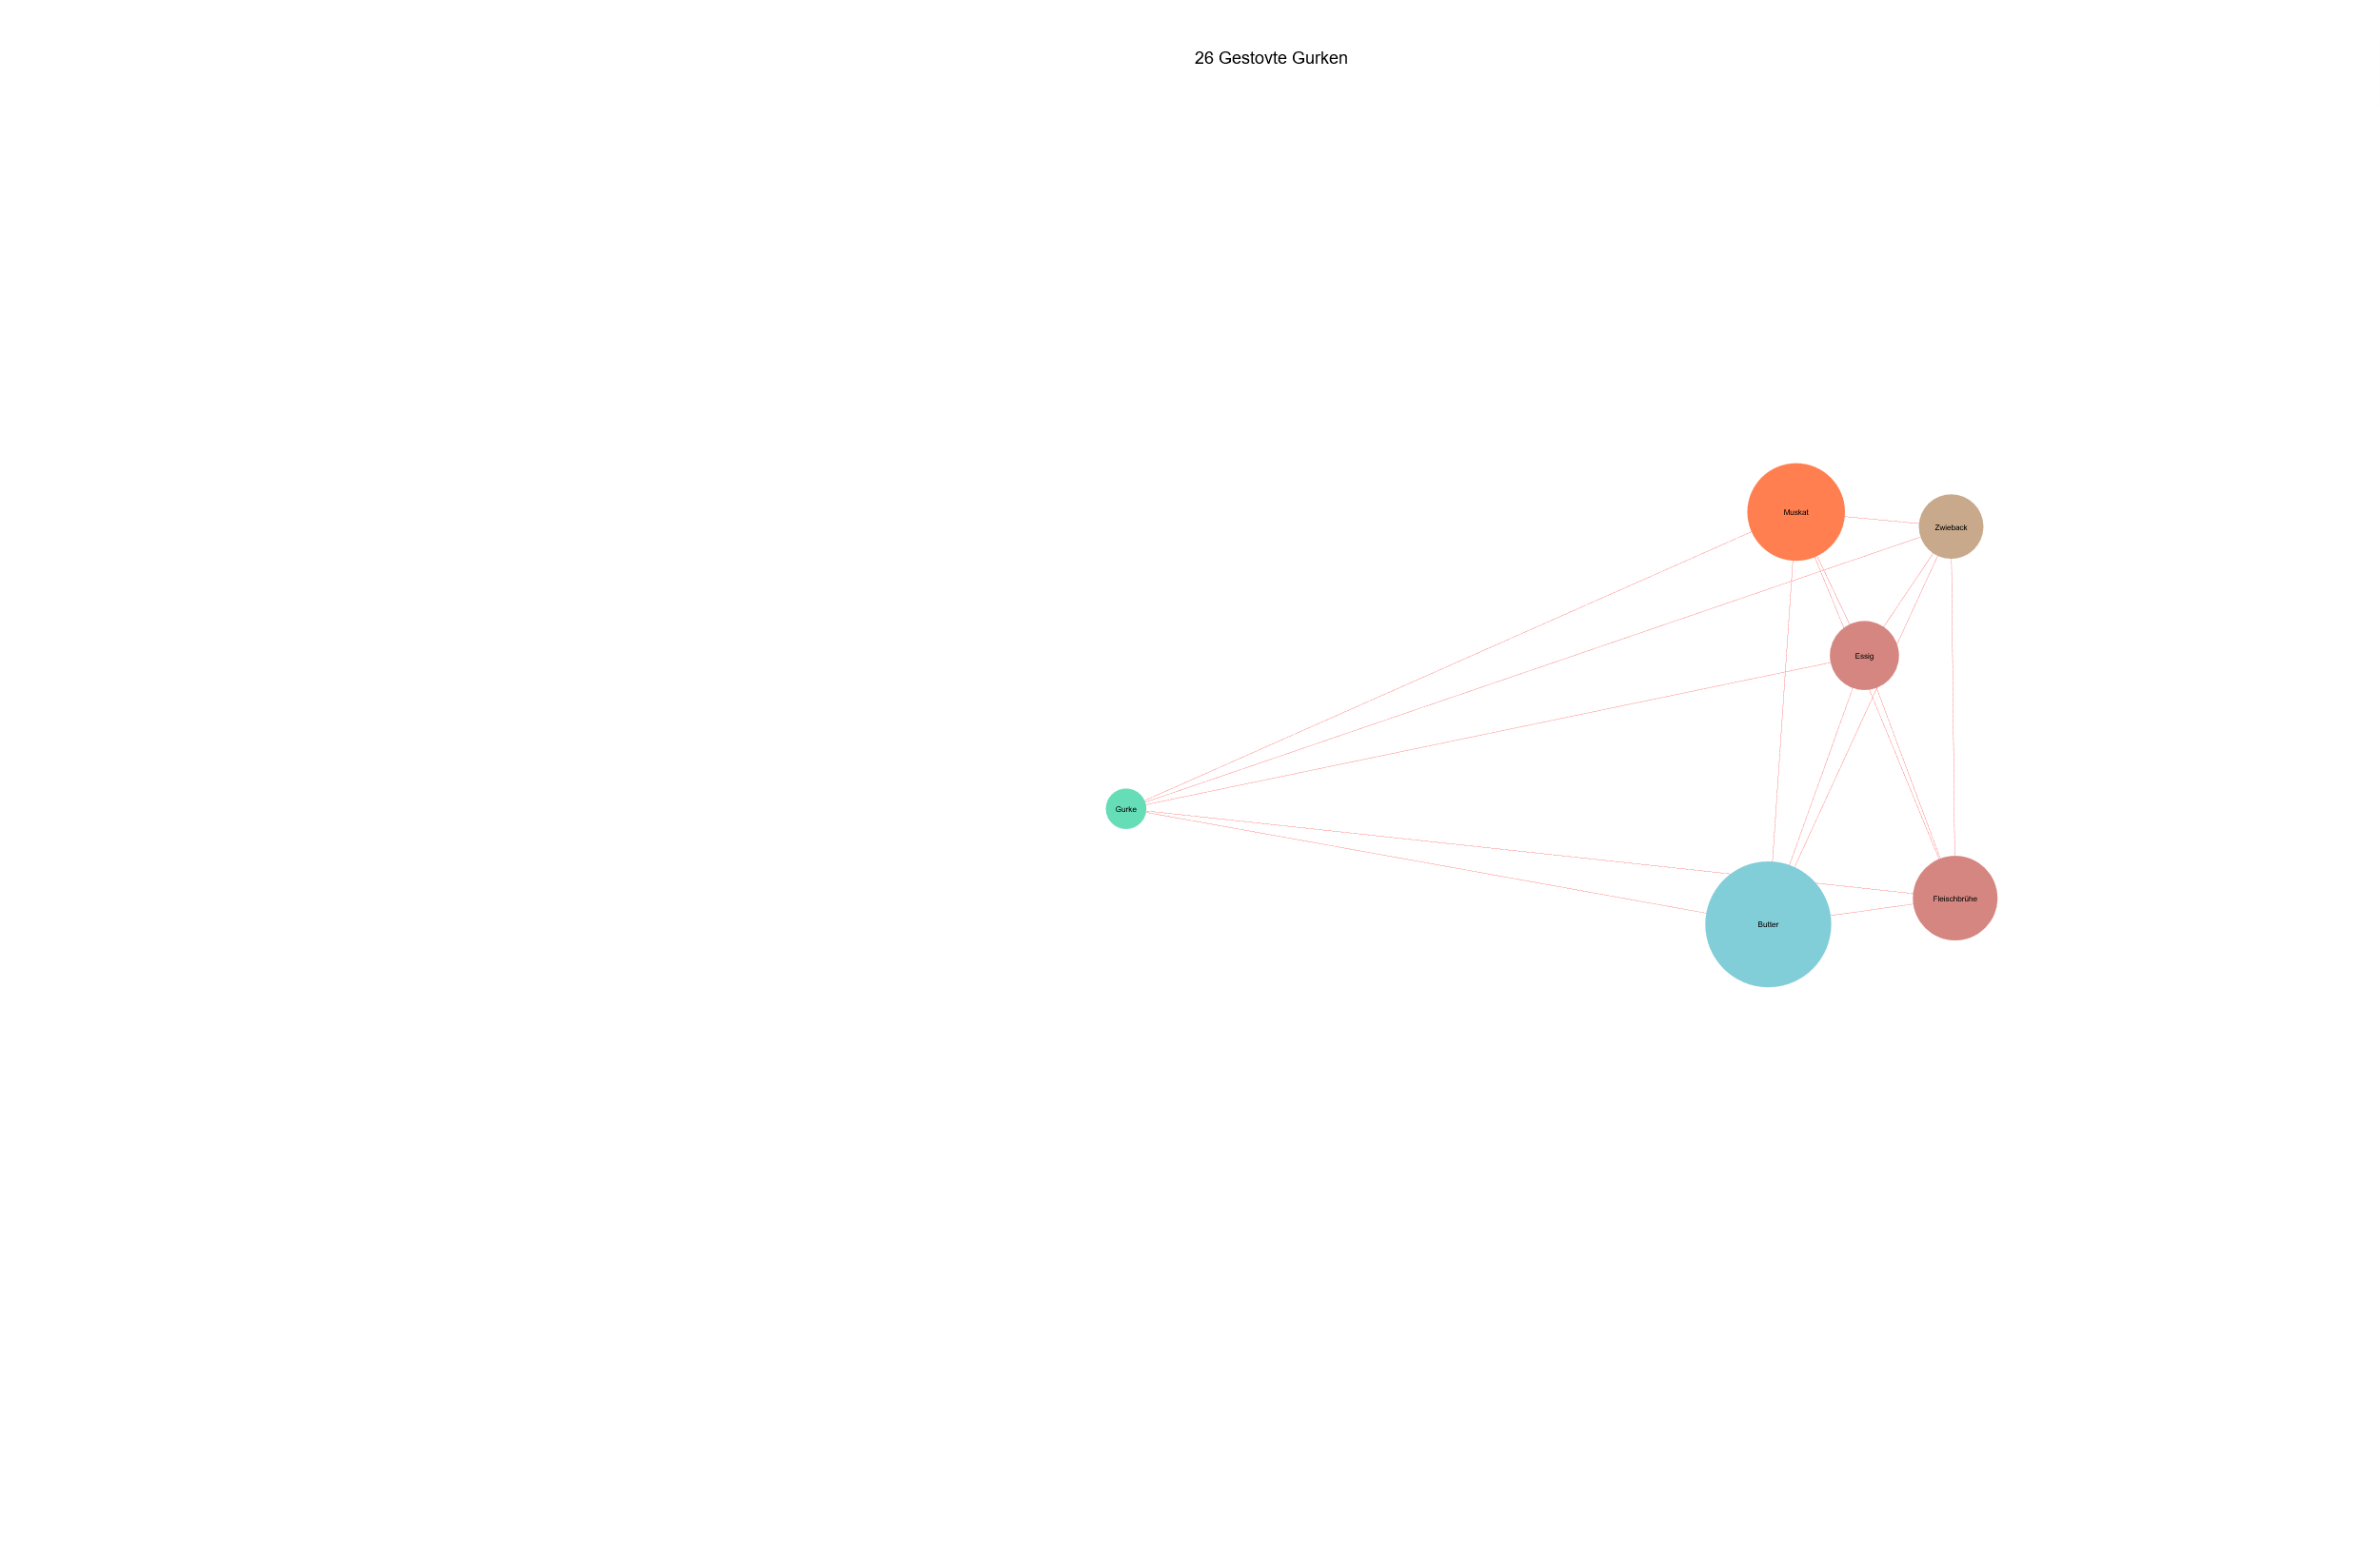 26 Gestovte Gurken
Muskat
Zwieback
Essig
Gurke
Fleischbrühe
Butter